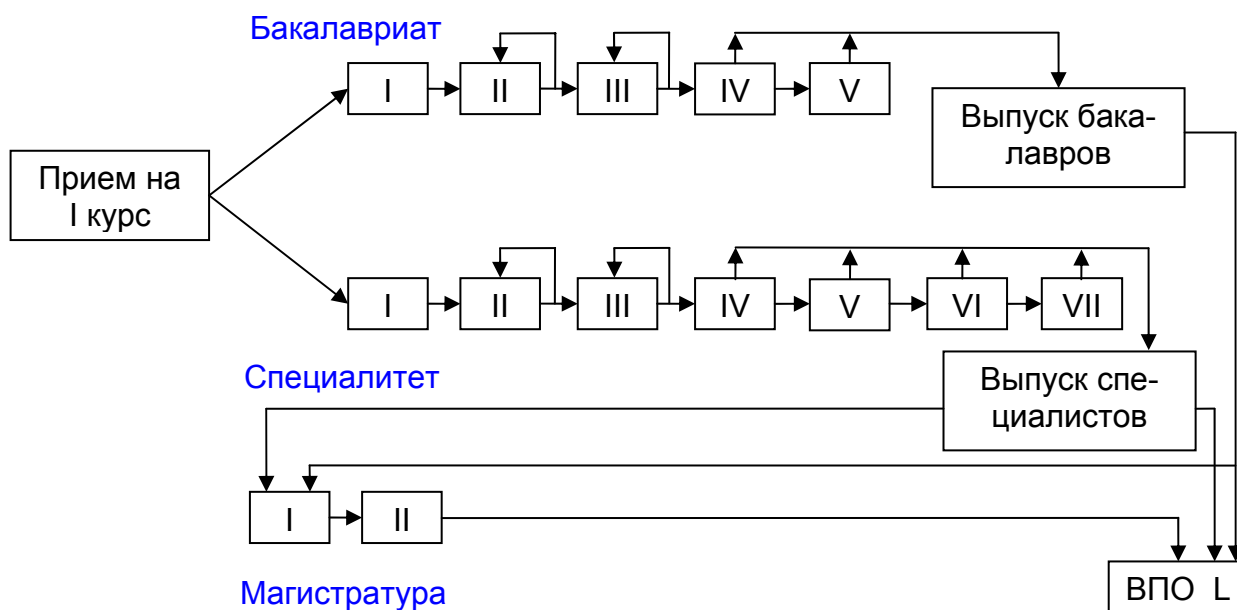 Бакалавриат
I II III IV V
Выпуск бака-
лавров
Прием на
I курс
I II III IV V VI VII
Специалитет
Выпуск спе-
циалистов
I II
Магистратура
ВПО L